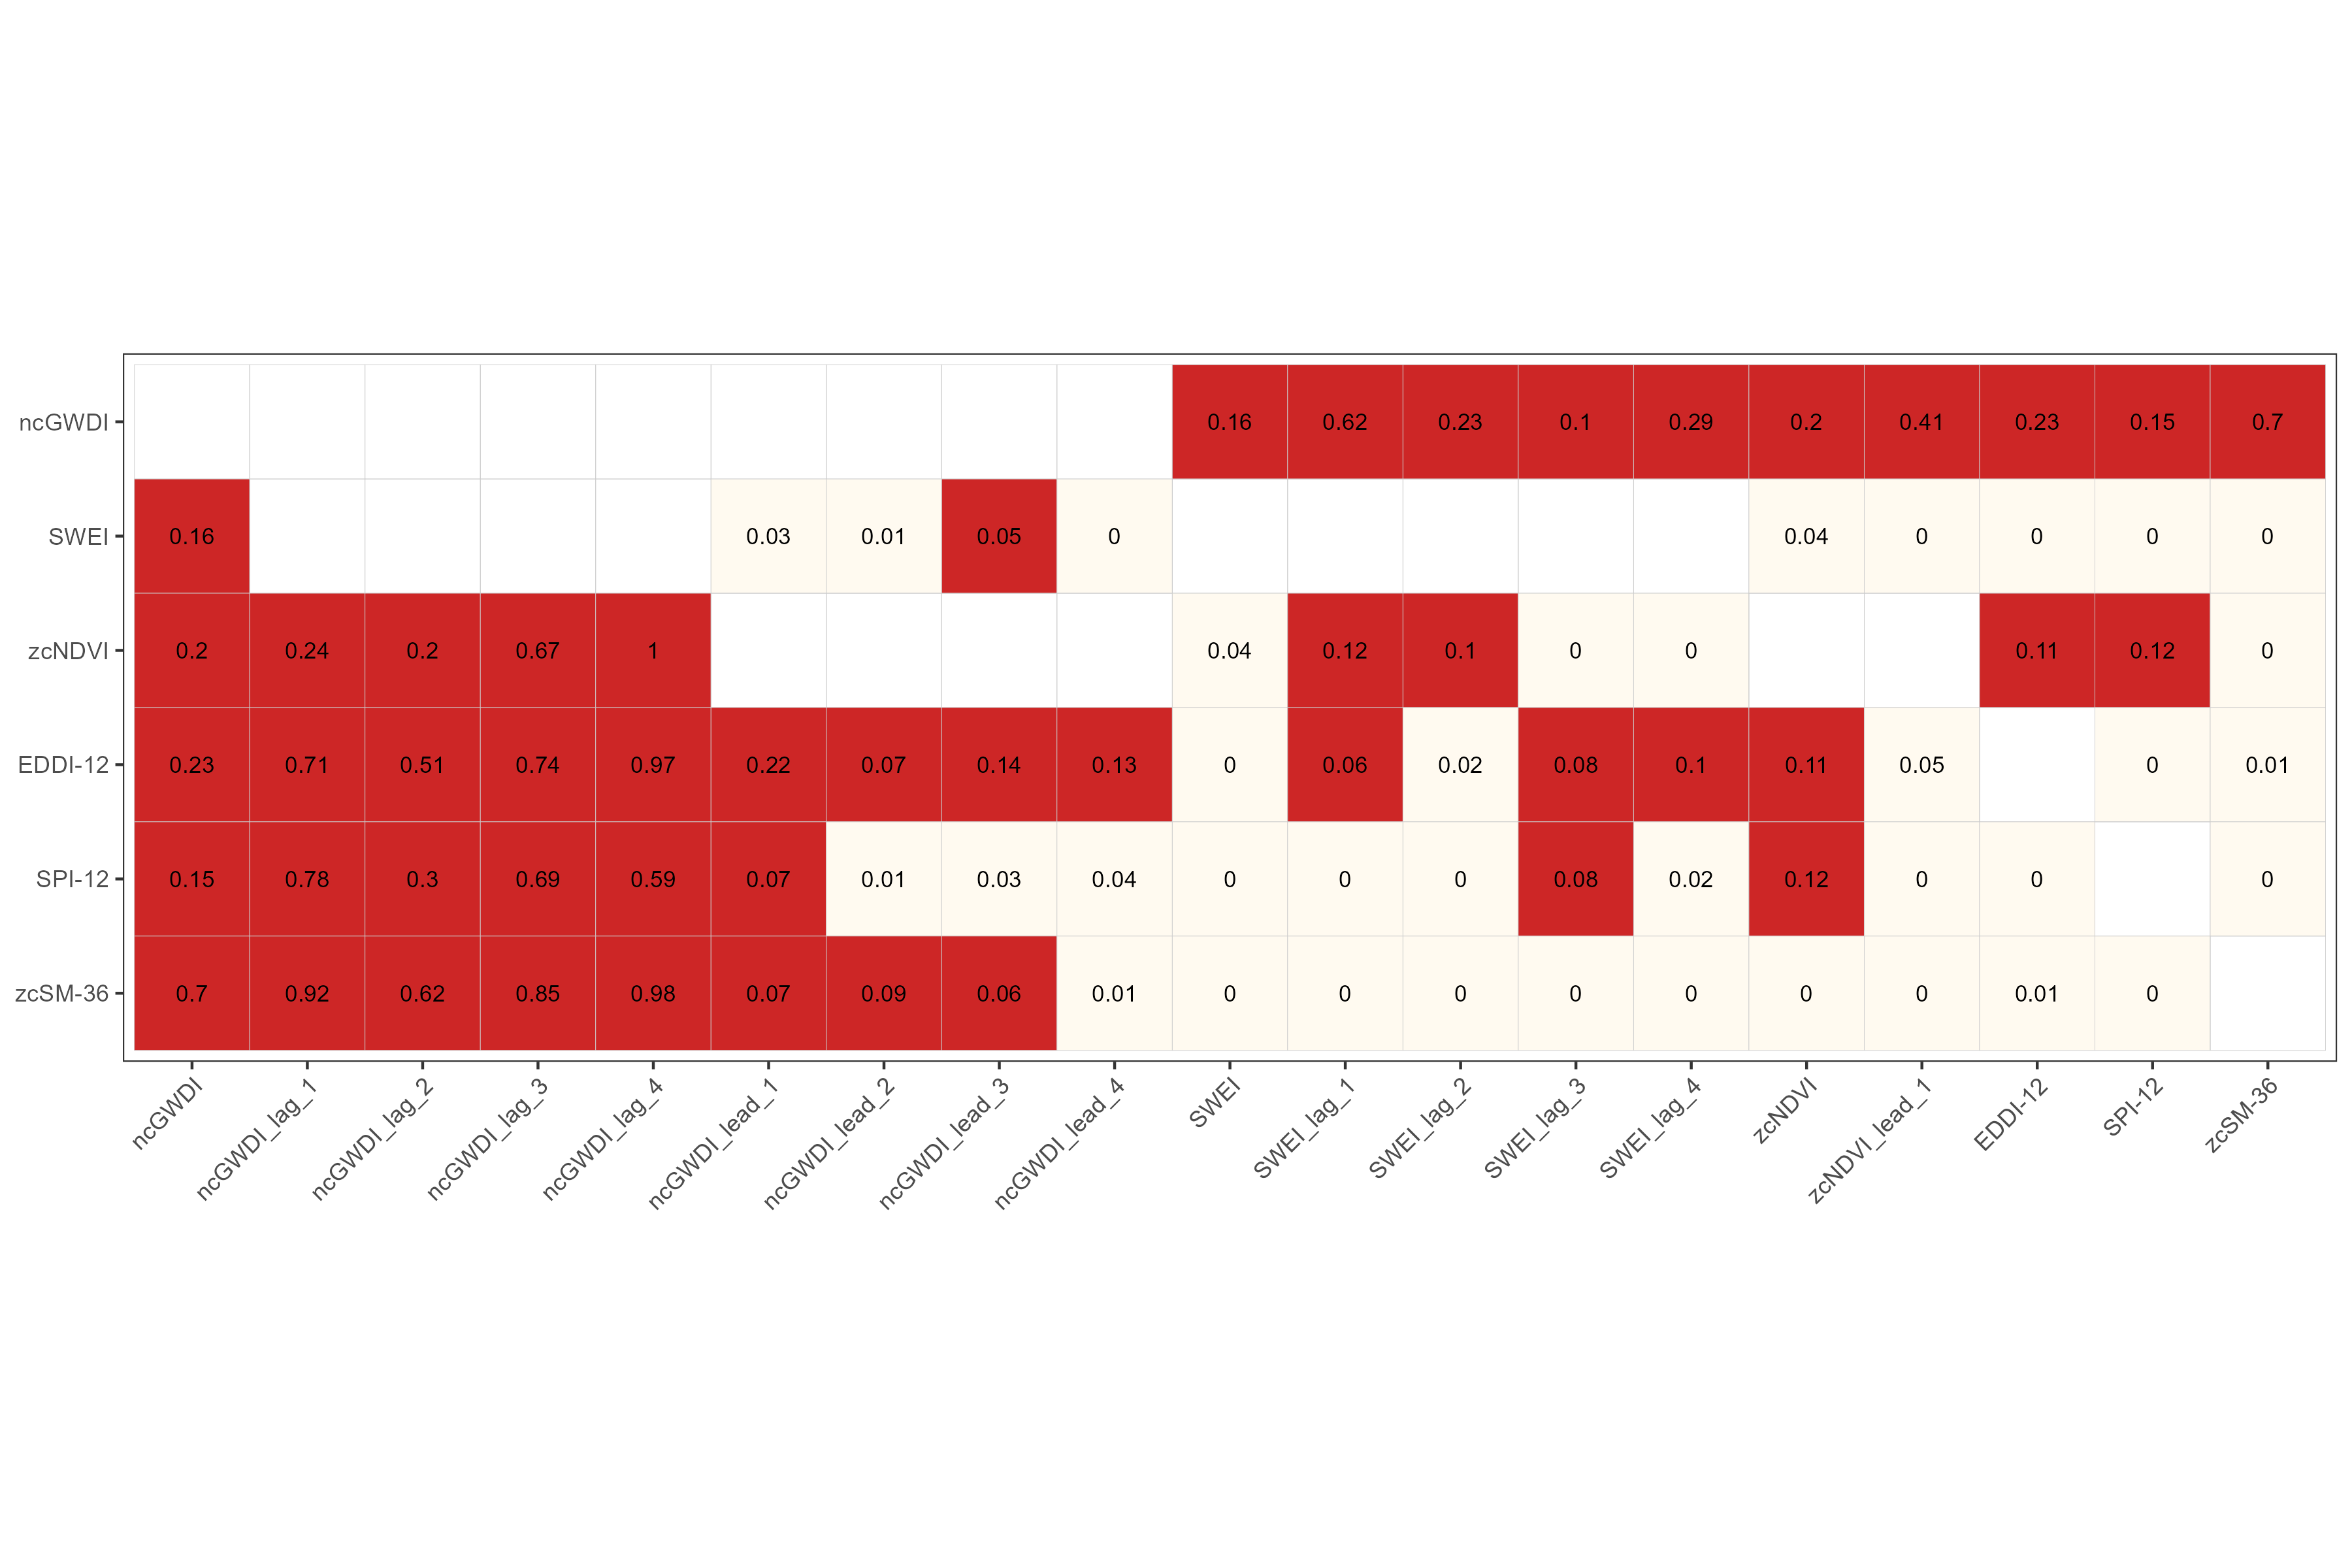 ncGWDI 0.16 0.62 0.23 0.1 0.29 0.2 0.41 0.23 0.15 0.7
SWEI 0.16 0.03 0.01 0.05 0 0.04 0 0 0 0
zcNDVI 0.2 0.24 0.2 0.67 1 0.04 0.12 0.1 0 0 0.11 0.12 0
EDDI-12 0.23 0.71 0.51 0.74 0.97 0.22 0.07 0.14 0.13 0 0.06 0.02 0.08 0.1 0.11 0.05 0 0.01
SPI-12 0.15 0.78 0.3 0.69 0.59 0.07 0.01 0.03 0.04 0 0 0 0.08 0.02 0.12 0 0 0
zcSM-36 0.7 0.92 0.62 0.85 0.98 0.07 0.09 0.06 0.01 0 0 0 0 0 0 0 0.01 0
ncGWDI ncGWDI_lag_1 ncGWDI_lag_2 ncGWDI_lag_3 ncGWDI_lag_4 ncGWDI_lead_1 ncGWDI_lead_2 ncGWDI_lead_3 ncGWDI_lead_4 SWEI SWEI_lag_1 SWEI_lag_2 SWEI_lag_3 SWEI_lag_4 zcNDVI zcNDVI_lead_1 EDDI-12 SPI-12 zcSM-36